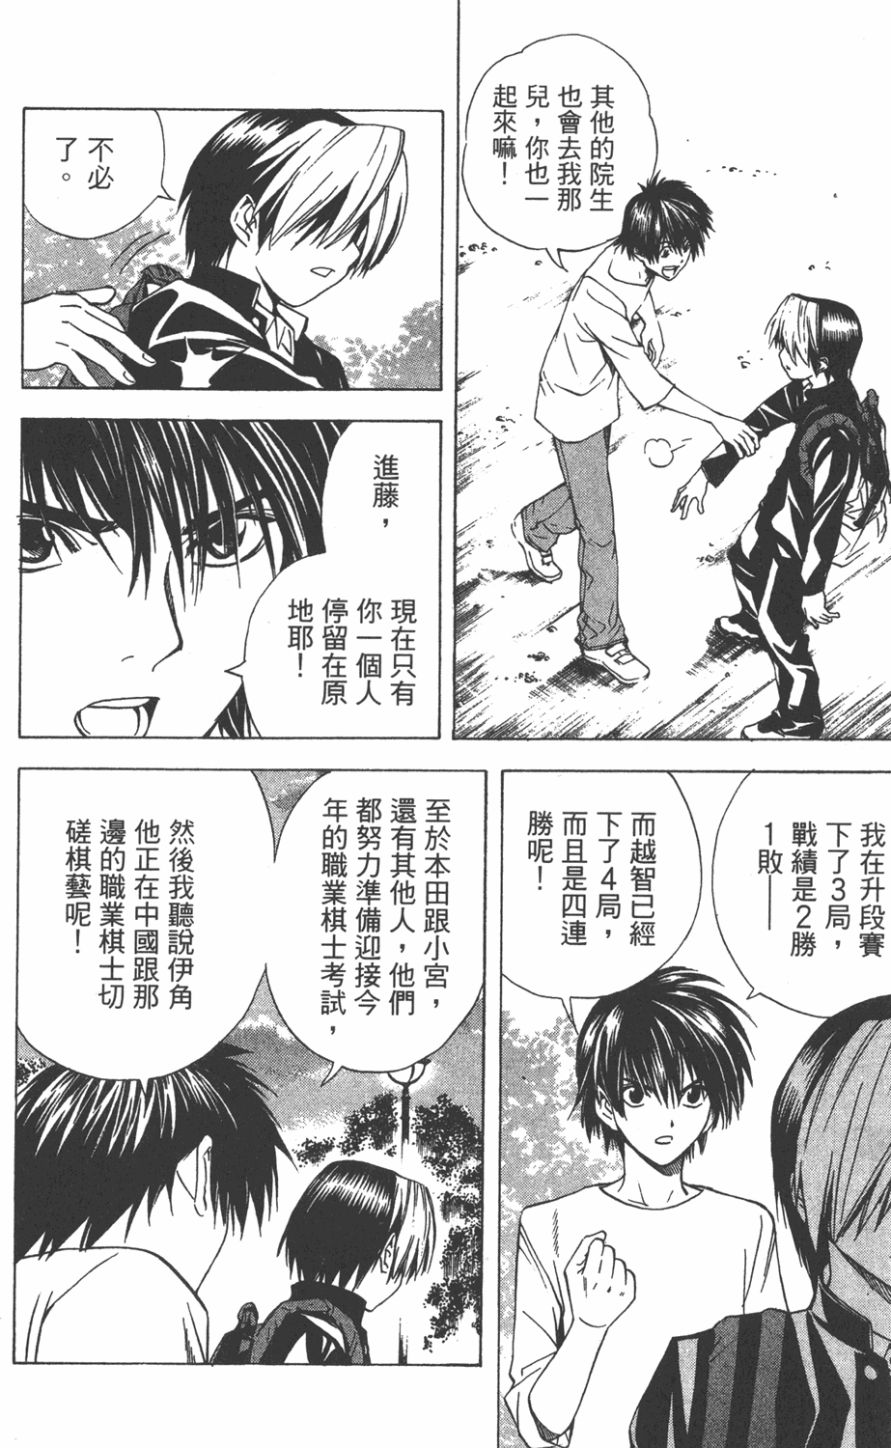 其他的院生
也會去我那
兒，你也一
起來嘛！
不必
了。
進藤，
現在只有
你一個人
停留在原
地耶！
我在升段賽
下了3局，
戰績是2勝
1敗——
而越智已經
下了4局，
而且是四連
勝呢！
至於本田跟小宮，
還有其他人，他們
都努力準備迎接今
年的職業棋士考試，
然後我聽說伊角
他正在中國跟那
邊的職業棋士切
磋棋藝呢！